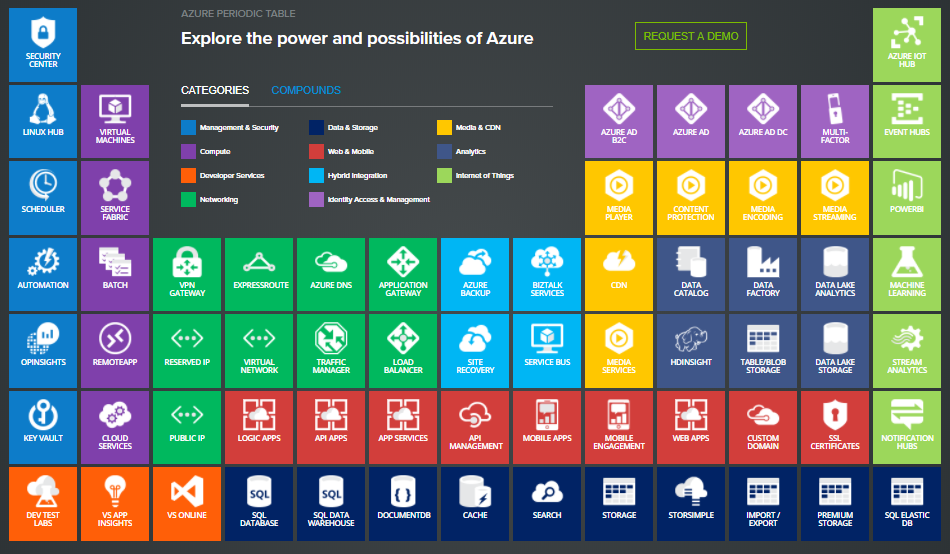 AZURE PERIODIC TABLE
Explore the power and possibilities of Azure
REQUEST A DEMO
CATEGORIES
COMPOUNDS
Management & Security
Data & Storage
Media & CDN
Compute
Web & Mobile
Analytics
Developer Services
Hybrid Integration
Internet of Things
Networking
Identity Access & Management
SECURITY
CENTER
AZURE IOT
HUB
LINUX HUB
VIRTUAL
MACHINES
AZURE AD
B2C
AZURE AD
AZURE AD DC
MULTI-
FACTOR
EVENT HUBS
SCHEDULER
SERVICE
FABRIC
MEDIA
PLAYER
CONTENT
PROTECTION
MEDIA
ENCODING
MEDIA
STREAMING
POWERBI
AUTOMATION
BATCH
VPN
GATEWAY
EXPRESSROUTE
AZURE DNS
APPLICATION
GATEWAY
AZURE
BACKUP
BIZTALK
SERVICES
CDN
DATA
CATALOG
DATA
FACTORY
DATA LAKE
ANALYTICS
MACHINE
LEARNING
OPINSIGHTS
REMOTEAPP
RESERVED IP
VIRTUAL
NETWORK
TRAFFIC
MANAGER
LOAD
BALANCER
SITE
RECOVERY
SERVICE BUS
MEDIA
SERVICES
HDINSIGHT
TABLE/BLOB
STORAGE
DATA LAKE
STORAGE
STREAM
ANALYTICS
KEY VAULT
CLOUD
SERVICES
PUBLIC IP
LOGIC APPS
API APPS
APP SERVICES
API
MANAGEMENT
MOBILE APPS
MOBILE
ENGAGEMENT
WEB APPS
CUSTOM
DOMAIN
SSL
CERTIFICATES
NOTIFICATION
HUBS
DEV TEST
LABS
VS APP
INSIGHTS
VS ONLINE
SQL
SQL
DATABASE
SQL
SQL DATA
WAREHOUSE
DOCUMENTDB
CACHE
SEARCH
STORAGE
STORSIMPLE
IMPORT /
EXPORT
PREMIUM
STORAGE
SQL ELASTIC
DB